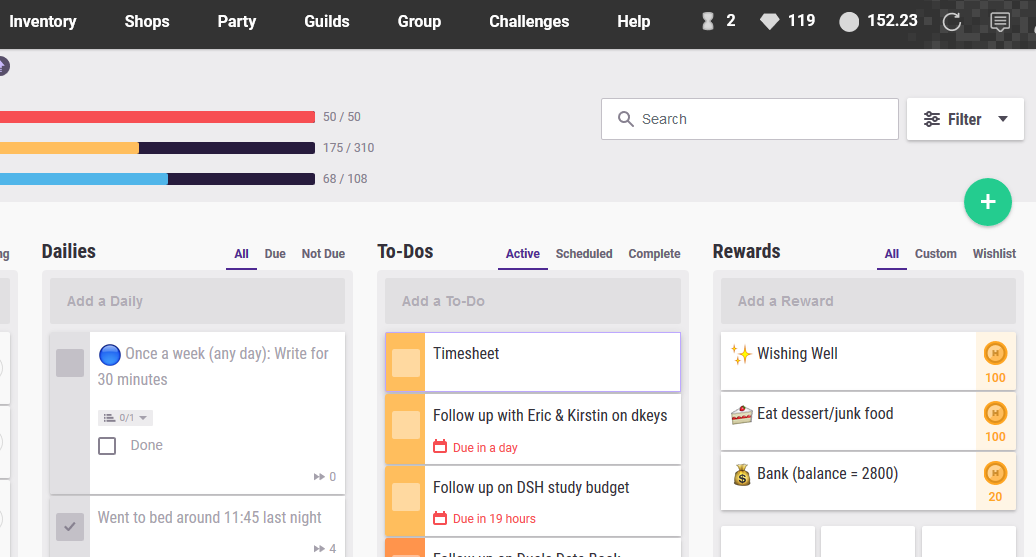 Inventory Shops Party Guilds Group Challenges Help 2 119 152.23
50 / 50
Search
Filter
175 / 310
68 / 108
+
Dailies All Due Not Due
Add a Daily
Once a week (any day): Write for
30 minutes
0/1
Done
0
Went to bed around 11:45 last night
4
To-Dos Active Scheduled Complete
Add a To-Do
Timesheet
Follow up with Eric & Kirstin on dkeys
Due in a day
Follow up on DSH study budget
Due in 19 hours
Rewards All Custom Wishlist
Add a Reward
Wishing Well
H
100
Eat dessert/junk food
H
100
Bank (balance = 2800)
H
20